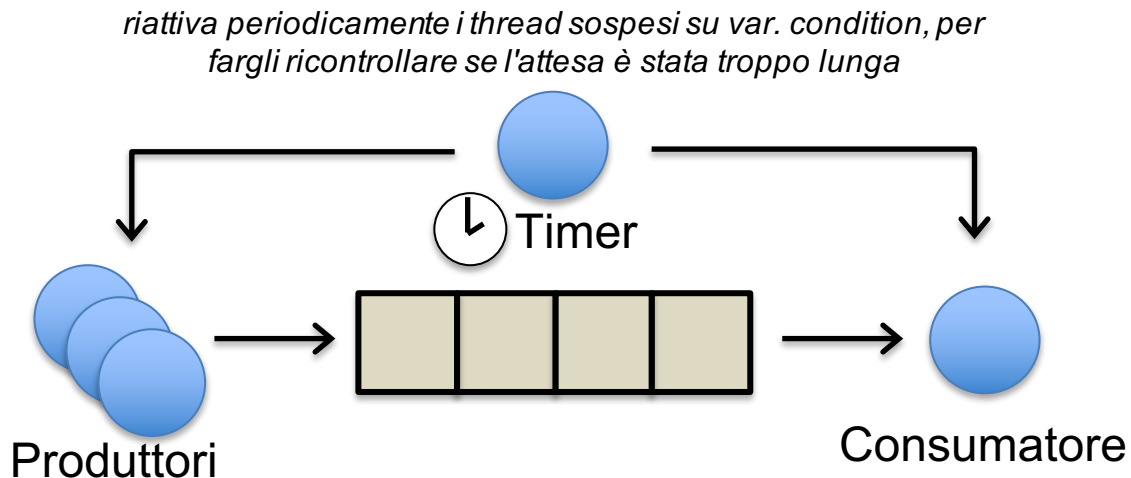 riattiva periodicamente i thread sospesi su var. condition, per
fargli ricontrollare se l'attesa è stata troppo lunga
Timer
Produttori
Consumatore